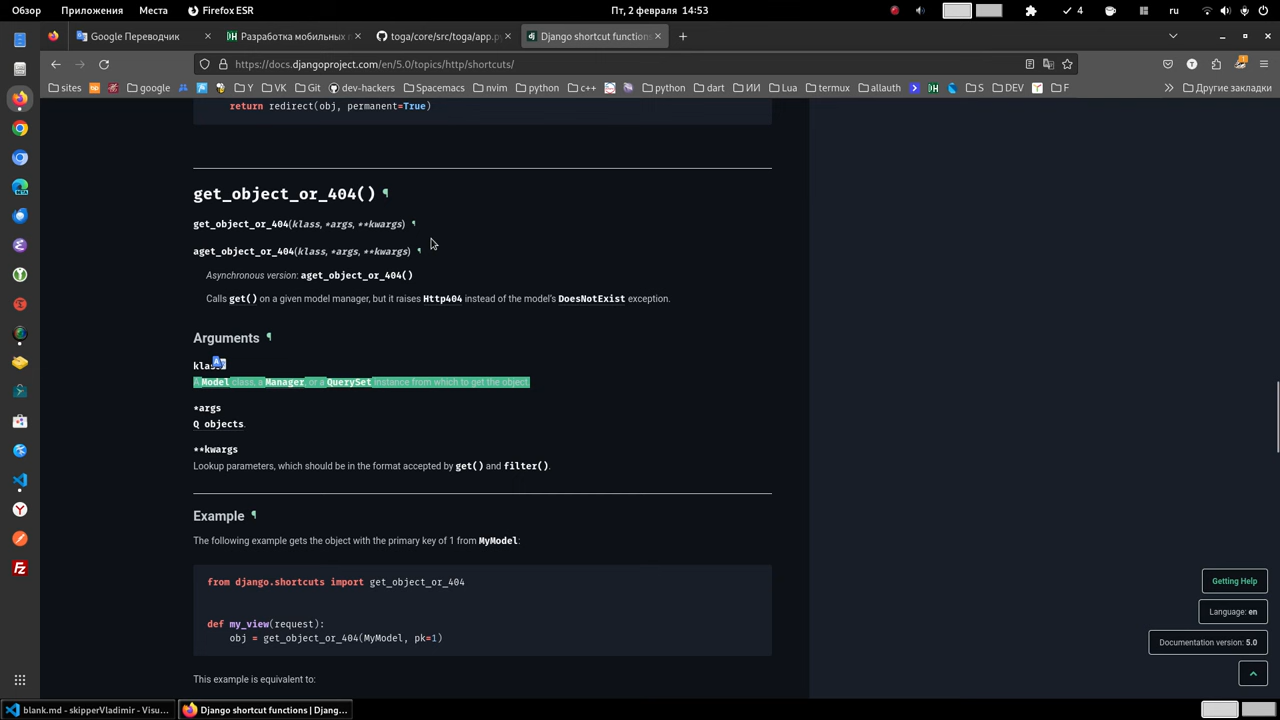 Обзор Приложения Места Firefox ESR Пт, 2 февраля 14:53 4 ru
Google Переводчик Разработка мобильных toga/core/src/toga/app.p Django shortcut functions
https://docs.djangoproject.com/en/5.0/topics/http/shortcuts/
sites google Y VK Git dev-hackers Spacemacs nvim python c++ python dart ИИ Lua termux allauth S DEV F Другие закладки
return redirect(obj, permanent=True)
get_object_or_404() ¶
get_object_or_404(klass, *args, **kwargs) ¶
aget_object_or_404(klass, *args, **kwargs) ¶
Asynchronous version: aget_object_or_404()
Calls get() on a given model manager, but it raises Http404 instead of the model's DoesNotExist exception.
Arguments ¶
A Model class, a Manager, or a QuerySet instance from which to get the object.
*args
Q objects.
**kwargs
Lookup parameters, which should be in the format accepted by get() and filter().
Example ¶
The following example gets the object with the primary key of 1 from MyModel:
from django.shortcuts import get_object_or_404
def my_view(request):
obj = get_object_or_404(MyModel, pk=1)
This example is equivalent to:
Getting Help
Language: en
Documentation version: 5.0
blank.md - skipperVladimir - Visu... Django shortcut functions | Djang...